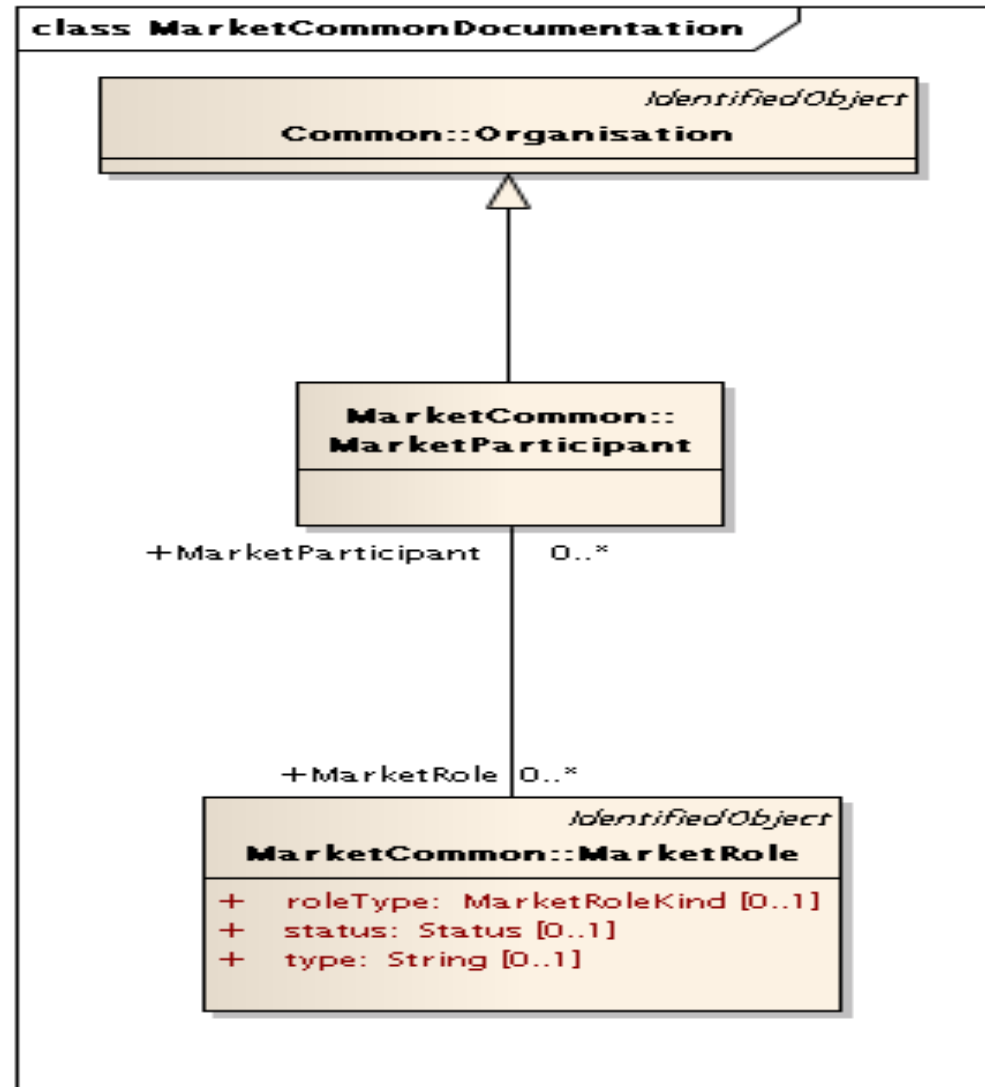 class MarketCommonDocumentation
IdentifiedObject
Common::Organisation
MarketCommon::
MarketParticipant
+MarketParticipant 0..*
+MarketRole 0..*
IdentifiedObject
MarketCommon::MarketRole
+ roleType: MarketRoleKind [0..1]
+ status: Status [0..1]
+ type: String [0..1]